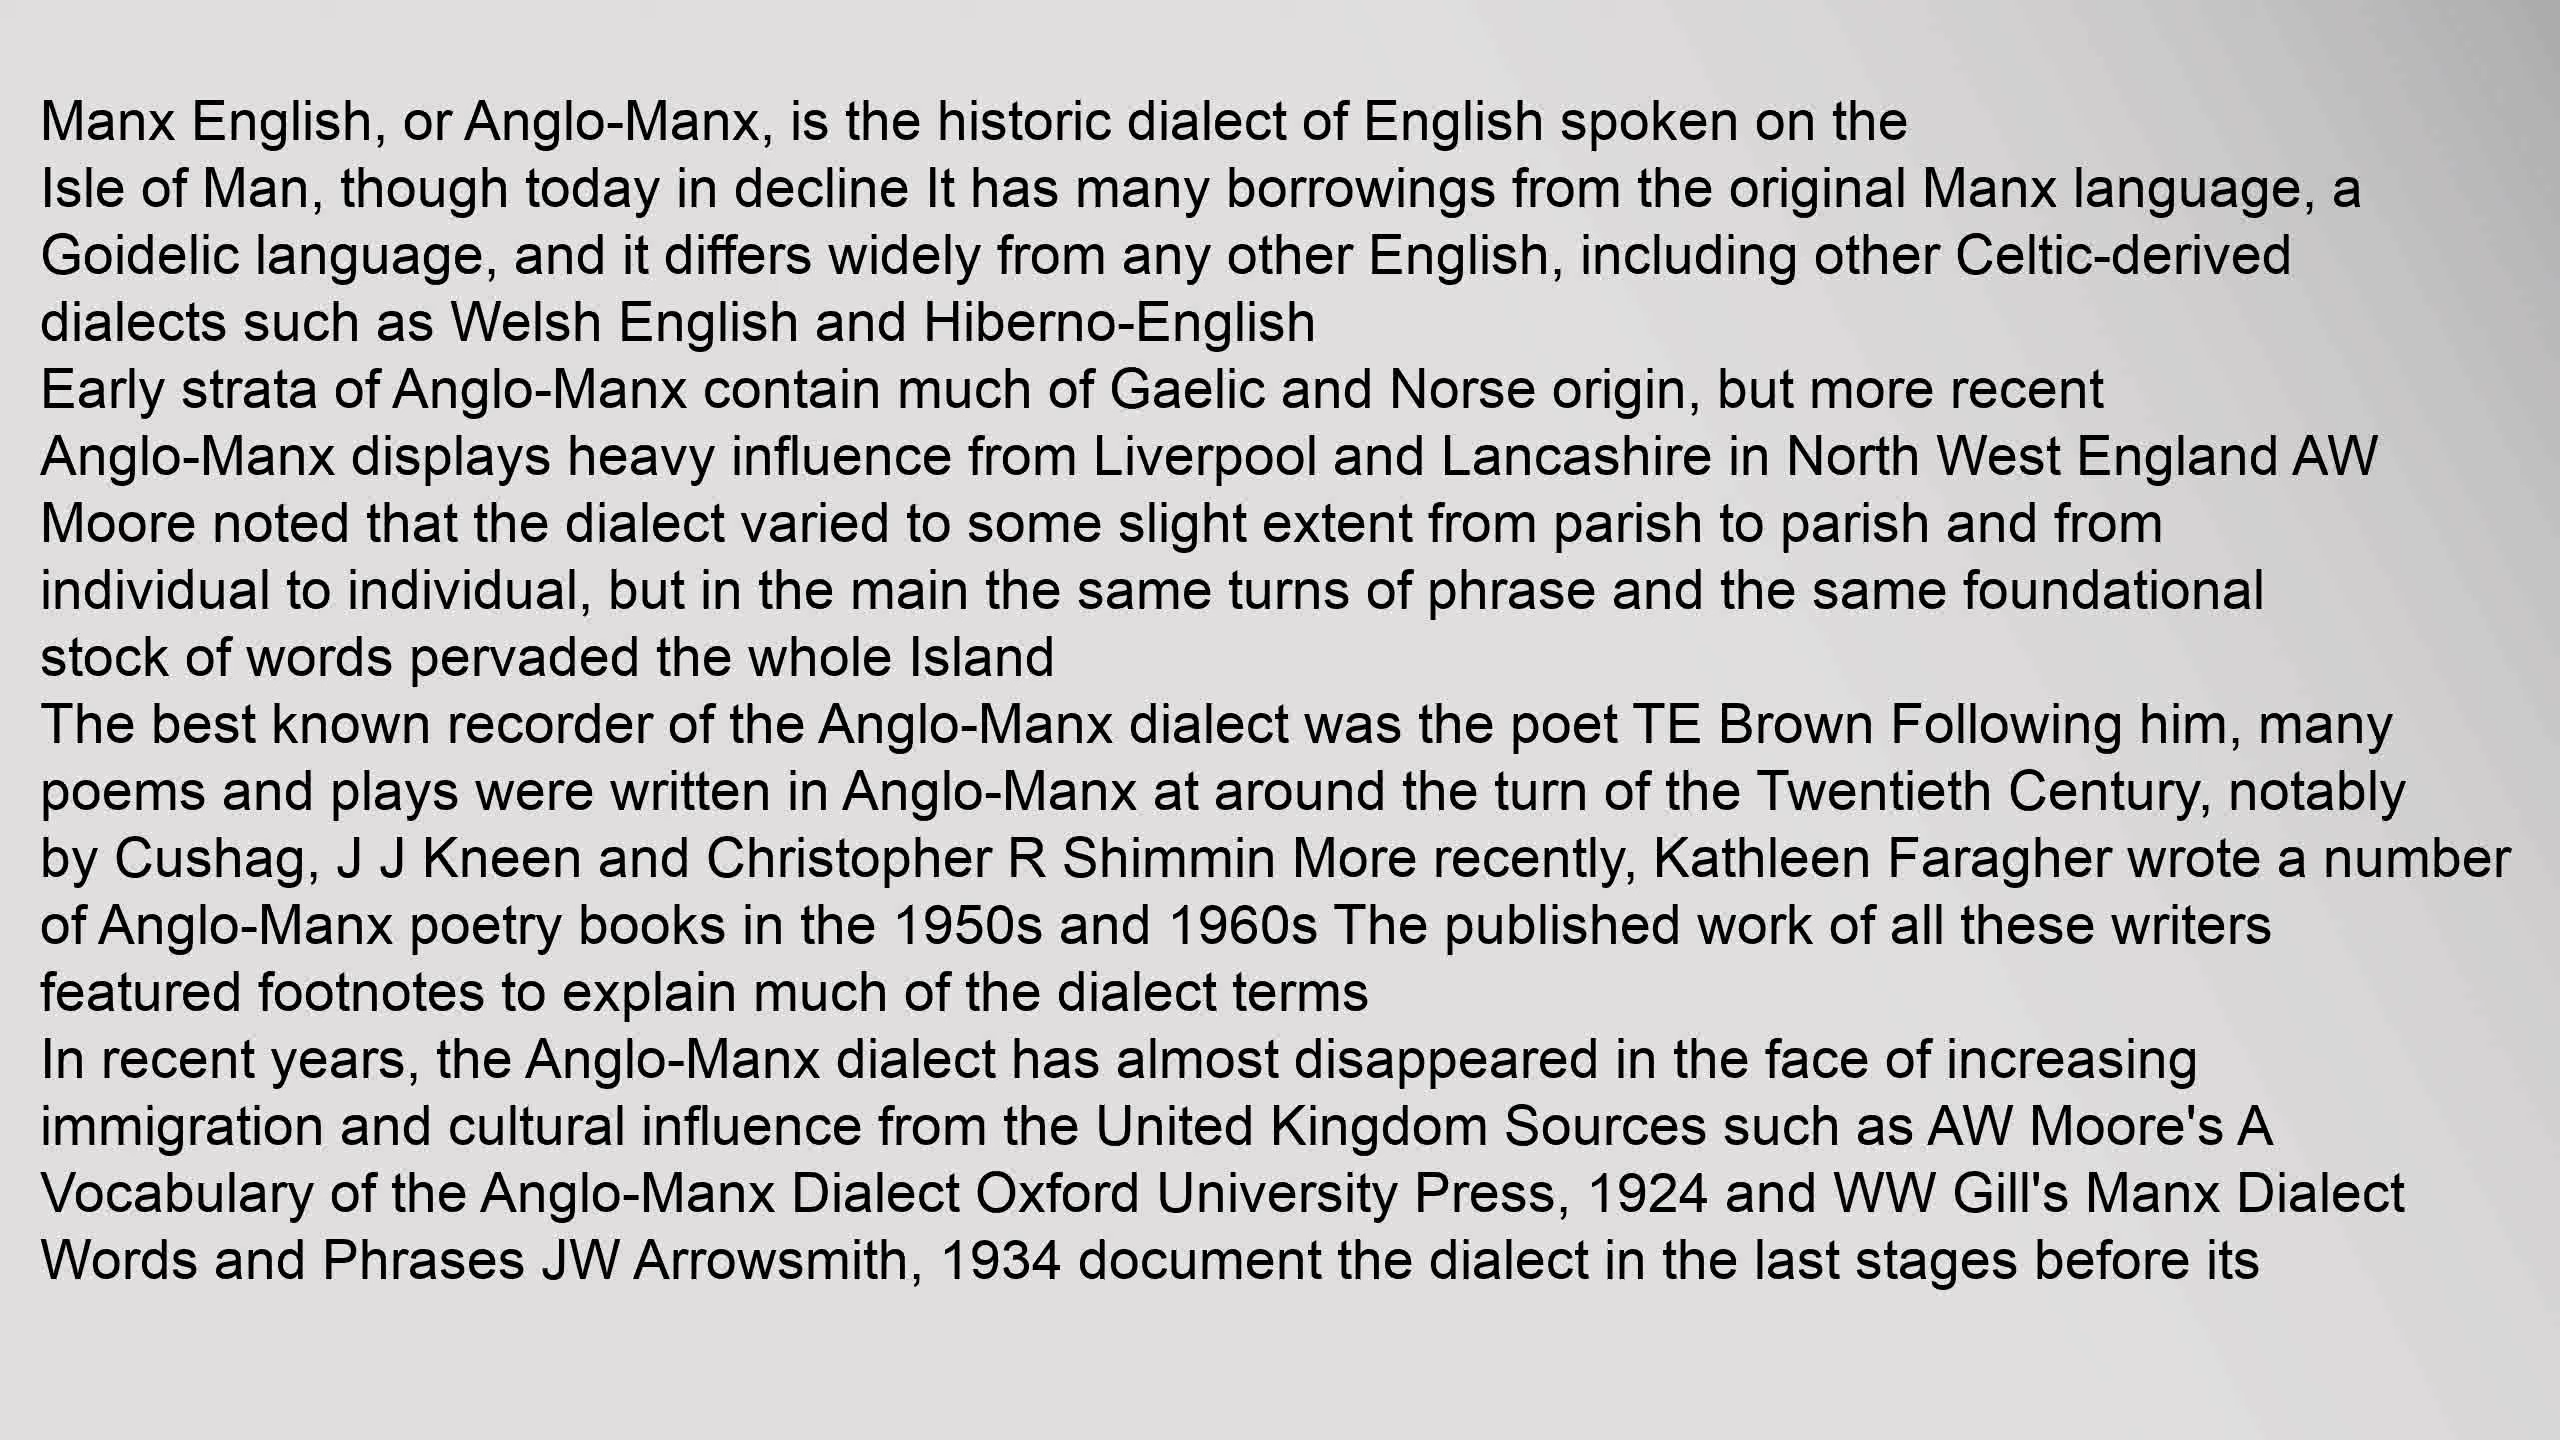 Manx English, or Anglo-Manx, is the historic dialect of English spoken on the
Isle of Man, though today in decline It has many borrowings from the original Manx language, a
Goidelic language, and it differs widely from any other English, including other Celtic-derived
dialects such as Welsh English and Hiberno-English
Early strata of Anglo-Manx contain much of Gaelic and Norse origin, but more recent
Anglo-Manx displays heavy influence from Liverpool and Lancashire in North West England AW
Moore noted that the dialect varied to some slight extent from parish to parish and from
individual to individual, but in the main the same turns of phrase and the same foundational
stock of words pervaded the whole Island
The best known recorder of the Anglo-Manx dialect was the poet TE Brown Following him, many
poems and plays were written in Anglo-Manx at around the turn of the Twentieth Century, notably
by Cushag, J J Kneen and Christopher R Shimmin More recently, Kathleen Faragher wrote a number
of Anglo-Manx poetry books in the 1950s and 1960s The published work of all these writers
featured footnotes to explain much of the dialect terms
In recent years, the Anglo-Manx dialect has almost disappeared in the face of increasing
immigration and cultural influence from the United Kingdom Sources such as AW Moore's A
Vocabulary of the Anglo-Manx Dialect Oxford University Press, 1924 and WW Gill's Manx Dialect
Words and Phrases JW Arrowsmith, 1934 document the dialect in the last stages before its